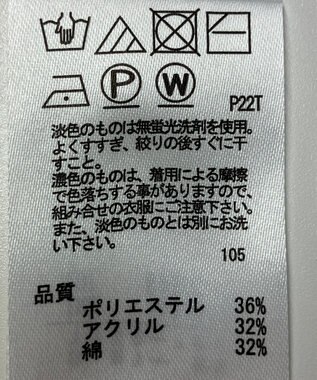 P W
P22T
淡色のものは無蛍光洗剤を使用。
よくすすぎ、絞りの後すぐに干
すこと。
濃色のものは、着用による摩擦
で色落ちする事がありますので、
組み合せの衣服にご注意下さい。
また、淡色のものとは別にお洗
い下さい。
105
品質
ポリエステル 36%
アクリル 32%
綿 32%